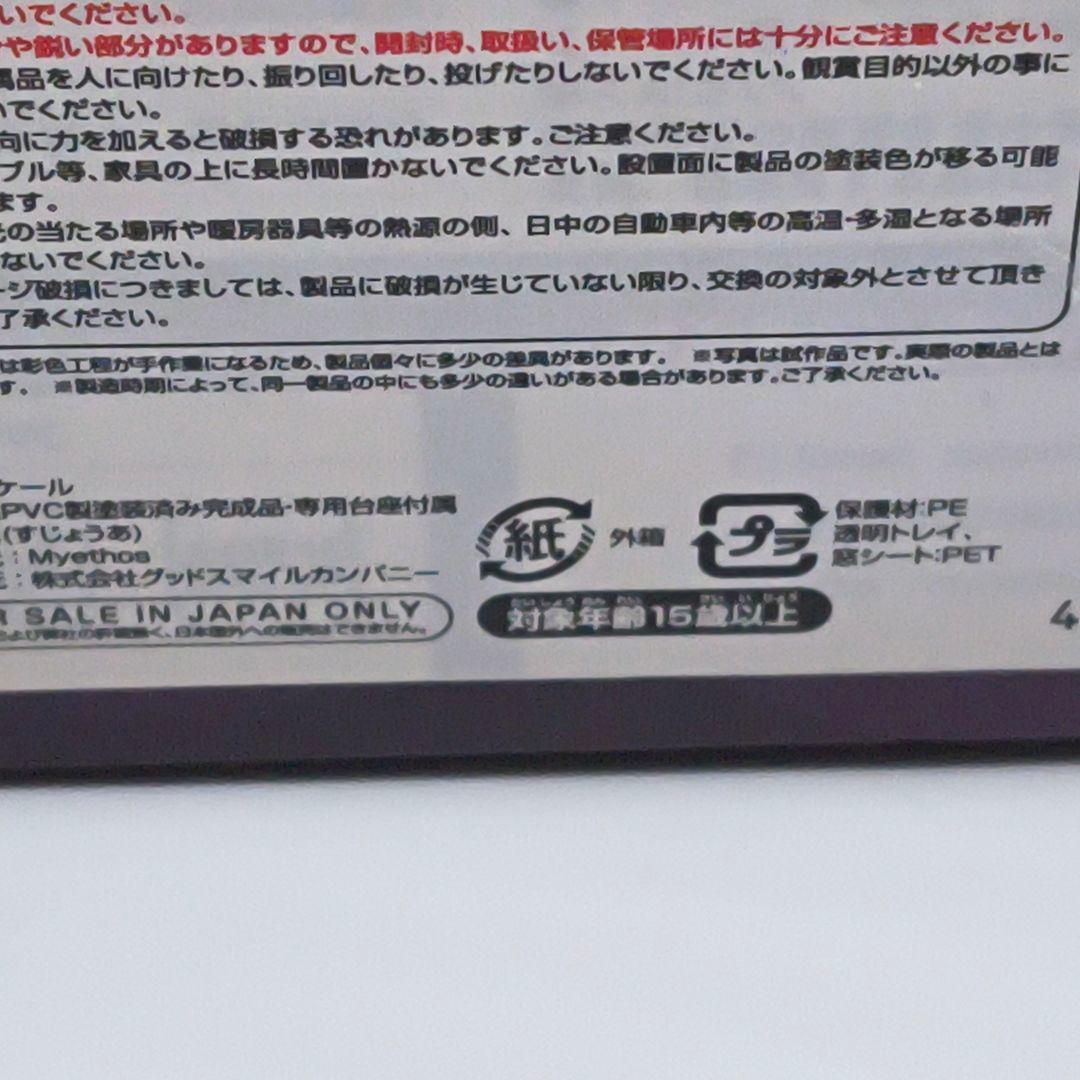 いでください。
や鋭い部分がありますので、開封時、取扱い、保管場所には十分にご注意ください。
属品を人に向けたり、振り回したり、投げたりしないでください。観賞目的以外の事に
いでください。
向に力を加えると破損する恐れがあります。ご注意ください。
ブル等、家具の上に長時間置かないでください。設置面に製品の塗装色が移る可能
ます。
の当たる場所や暖房器具等の熱源の側、日中の自動車内等の高温・多湿となる場所
ないでください。
ージ破損につきましては、製品に破損が生じていない限り、交換の対象外とさせて頂き
了承ください。
は彩色工程が手作業になるため、製品個々に多少の差異があります。 ※写真は試作品です。実際の製品とは
す。 ※製造時期によって、同一製品の中にも多少の違いがある場合があります。ご了承ください。
ケール
PVC製塗装済み完成品・専用台座付属
(すじょうあ)
: Myethos
: 株式会社グッドスマイルカンパニー
SALE IN JAPAN ONLY
日本国外への販売はできません。
紙 外箱
プラ 保護材:PE
透明トレイ、
窓シート:PET
対象年齢15歳以上
4